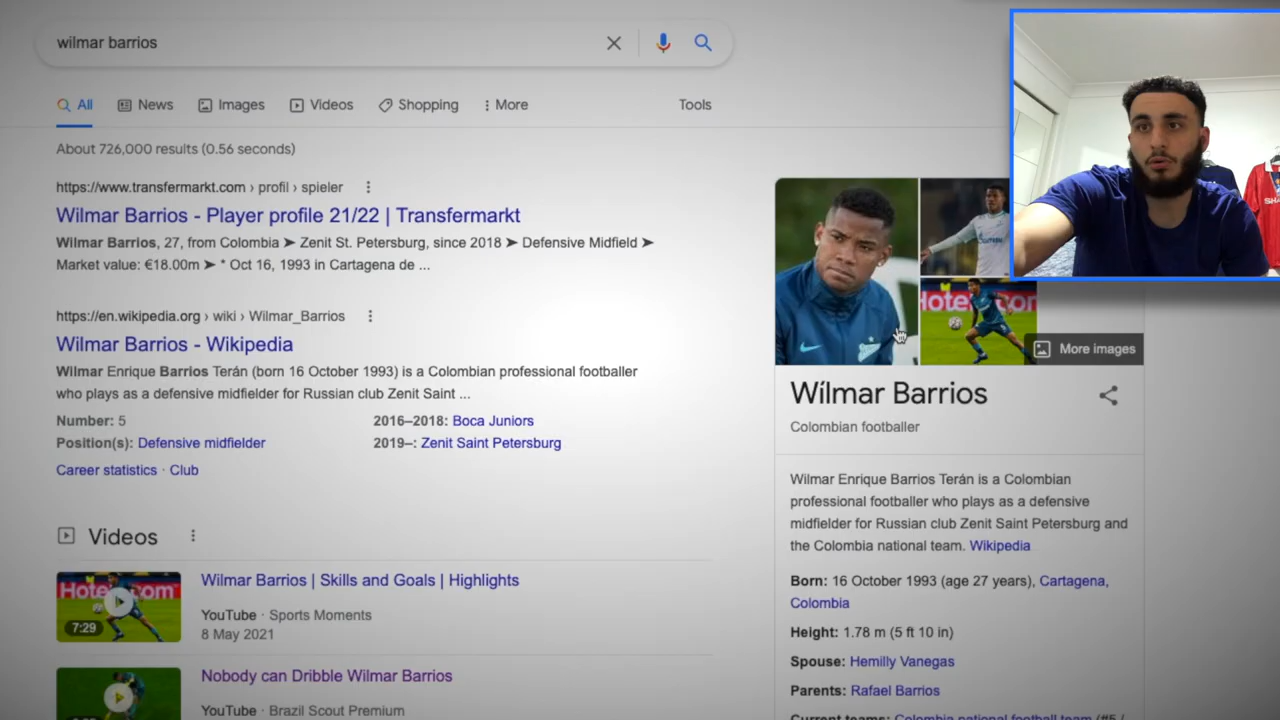 wilmar barrios
All
News
Images
Videos
Shopping
More
Tools
About 726,000 results (0.56 seconds)
https://www.transfermarkt.com › profil › spieler
Wilmar Barrios - Player profile 21/22 | Transfermarkt
Wilmar Barrios, 27, from Colombia ➤ Zenit St. Petersburg, since 2018 ➤ Defensive Midfield ➤
Market value: €18.00m ➤ * Oct 16, 1993 in Cartagena de ...
https://en.wikipedia.org › wiki › Wilmar_Barrios
Wilmar Barrios - Wikipedia
Wilmar Enrique Barrios Terán (born 16 October 1993) is a Colombian professional footballer
who plays as a defensive midfielder for Russian club Zenit Saint ...
Number: 5
2016–2018: Boca Juniors
Position(s): Defensive midfielder
2019–: Zenit Saint Petersburg
Career statistics · Club
Videos
Wilmar Barrios | Skills and Goals | Highlights
YouTube · Sports Moments
8 May 2021
7:29
Nobody can Dribble Wilmar Barrios
YouTube · Brazil Scout Premium
More images
Wílmar Barrios
Colombian footballer
Wilmar Enrique Barrios Terán is a Colombian
professional footballer who plays as a defensive
midfielder for Russian club Zenit Saint Petersburg and
the Colombia national team. Wikipedia
Born: 16 October 1993 (age 27 years), Cartagena,
Colombia
Height: 1.78 m (5 ft 10 in)
Spouse: Hemilly Vanegas
Parents: Rafael Barrios
Current teams: Colombia national football team (#5 /